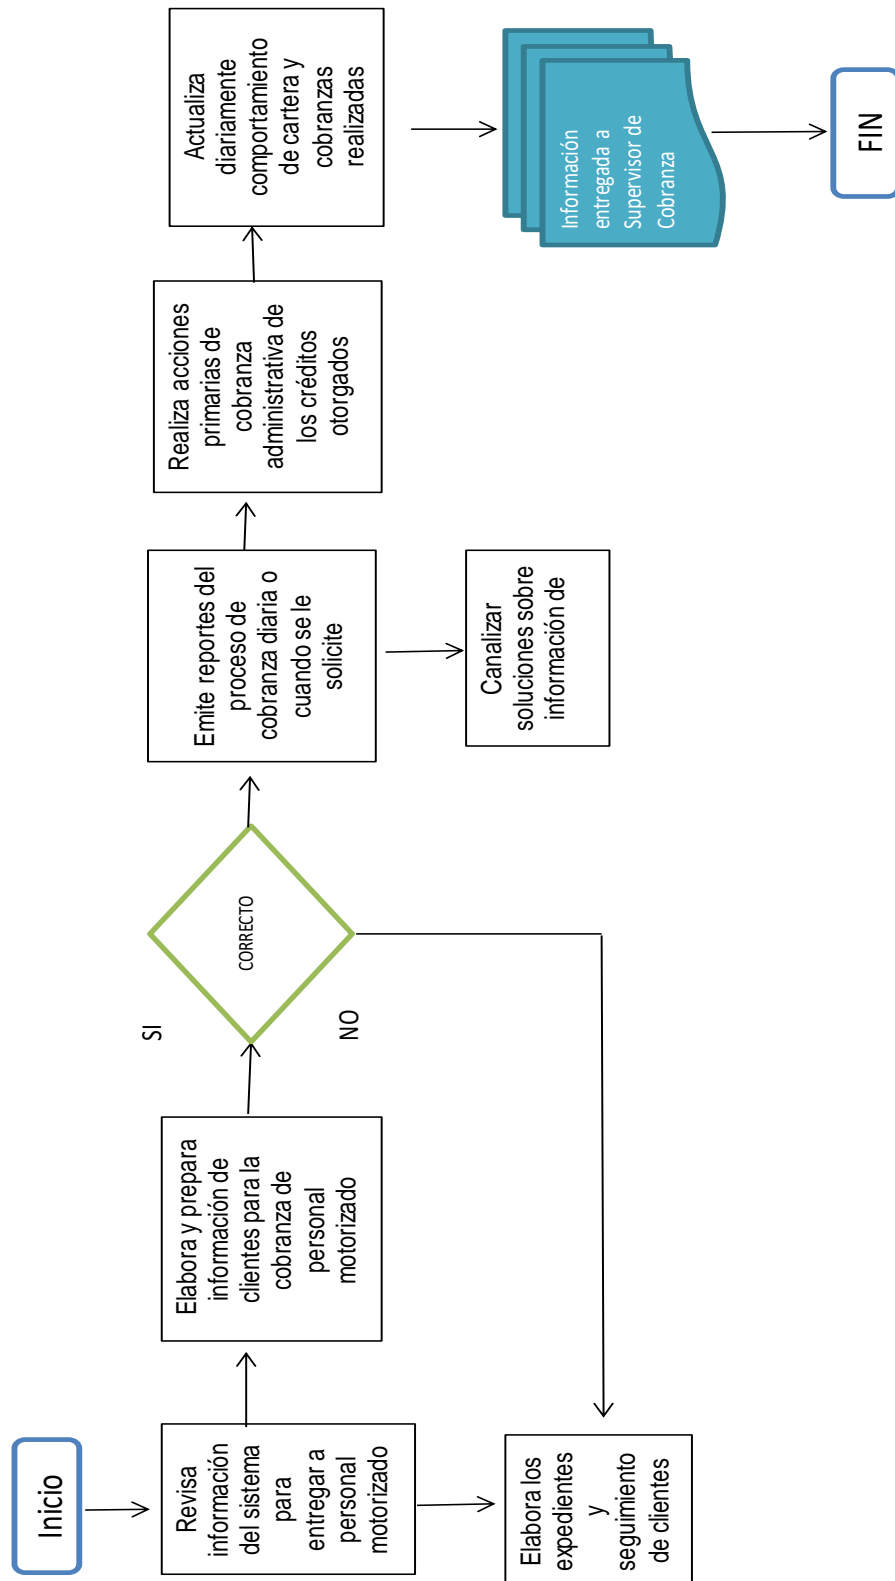 Inicio
Revisa
información
del sistema
para
entregar a
personal
motorizado
Elabora los
expedientes
y
seguimiento
de clientes
Elabora y prepara
información de
clientes para la
cobranza de
personal
motorizado
SI
CORRECTO
NO
Emite reportes del
proceso de
cobranza diaria o
cuando se le
solicite
Canalizar
soluciones sobre
información de
Realiza acciones
primarias de
cobranza
administrativa de
los créditos
otorgados
Actualiza
diariamente
comportamiento
de cartera y
cobranzas
realizadas
Información
entregada a
Supervisor de
Cobranza
FIN